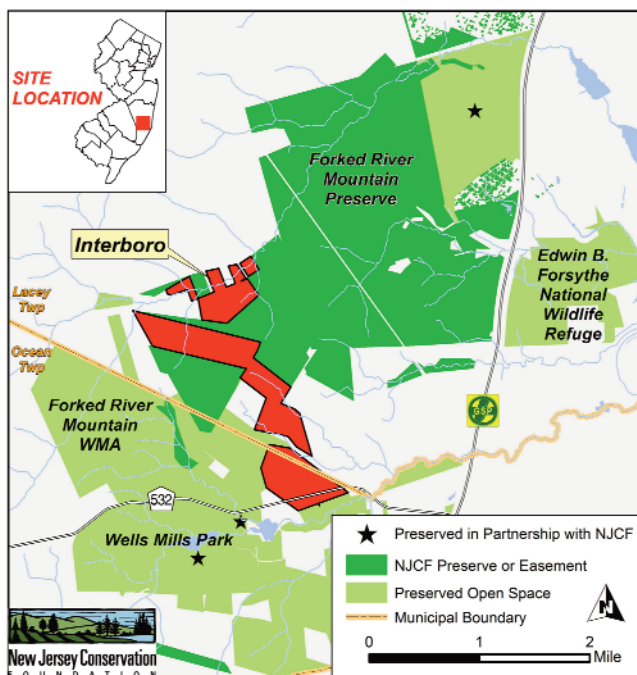 SITE
LOCATION
Forked River
Mountain
Preserve
Interboro
Edwin B.
Forsythe
National
Wildlife
Refuge
Lacey
Twp
Ocean
Twp
Forked River
Mountain
WMA
GSP
532
Wells Mills Park
Preserved in Partnership with NJCF
NJCF Preserve or Easement
Preserved Open Space
Municipal Boundary
N
0 1 2
Mile
New Jersey Conservation
FOUNDATION